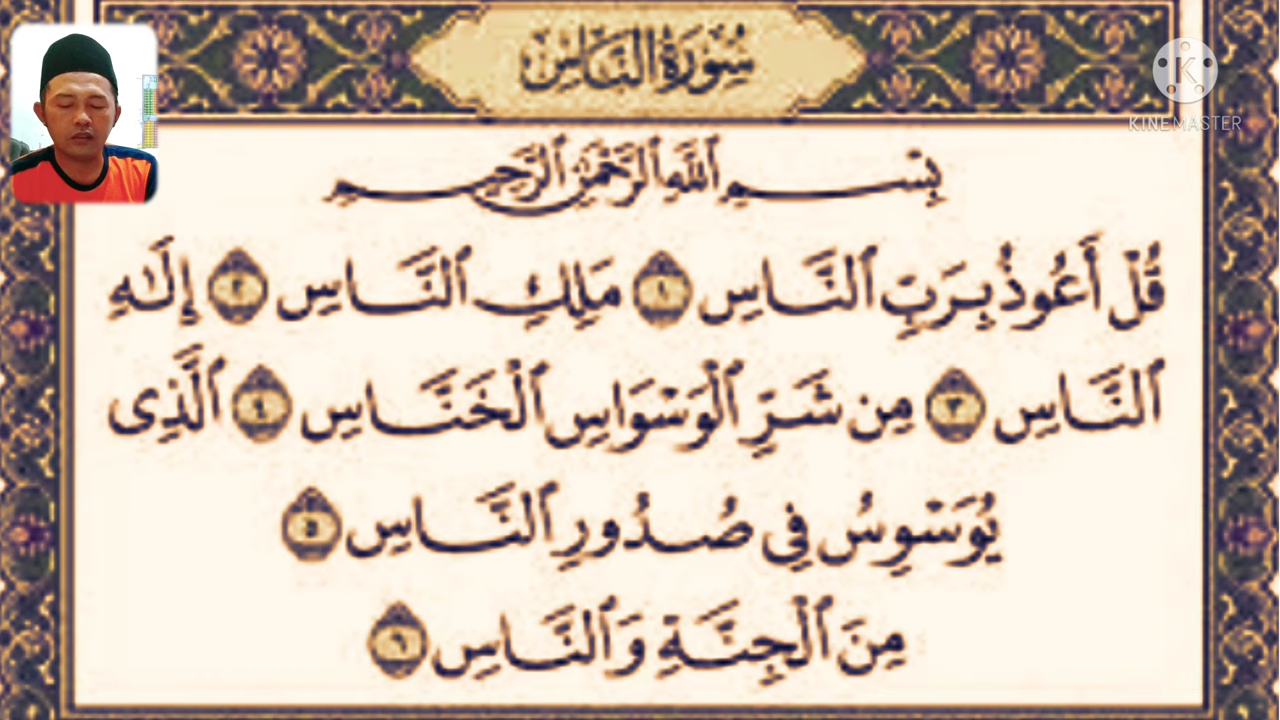 سُورَةُ النَّاسِ
KINEMASTER
بِسْمِ ٱللَّهِ ٱلرَّحْمَٰنِ ٱلرَّحِيمِ
قُلْ أَعُوذُ بِرَبِّ ٱلنَّاسِ ١ مَلِكِ ٱلنَّاسِ ٢ إِلَٰهِ
ٱلنَّاسِ ٣ مِن شَرِّ ٱلْوَسْوَاسِ ٱلْخَنَّاسِ ٤ ٱلَّذِى
يُوَسْوِسُ فِى صُدُورِ ٱلنَّاسِ ٥
مِنَ ٱلْجِنَّةِ وَٱلنَّاسِ ٦